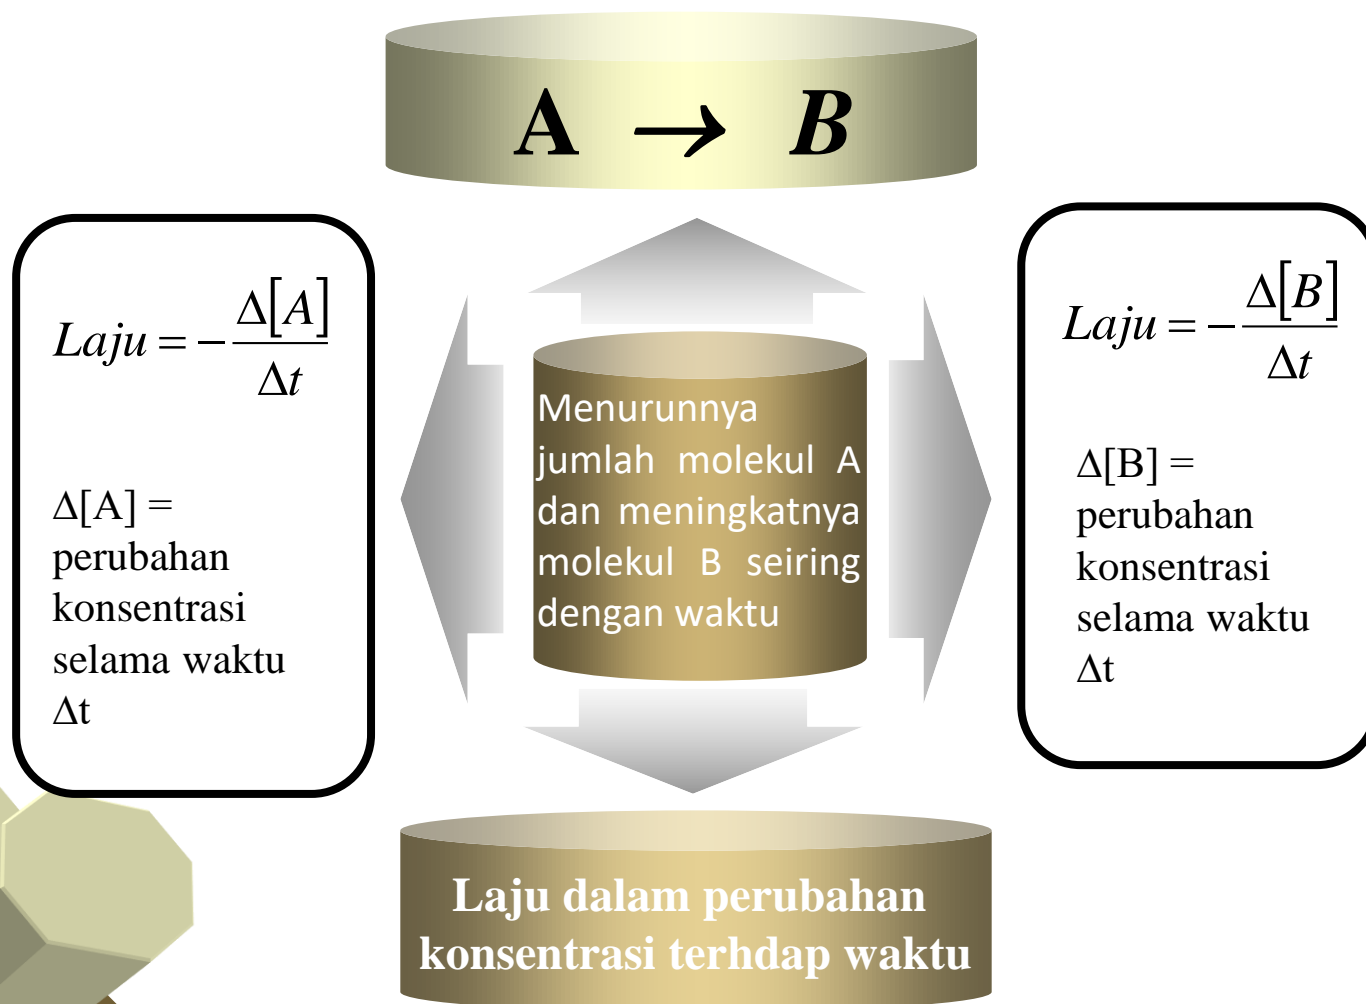 A → B
Laju = − Δ[A] / Δt
Δ[A] =
perubahan
konsentrasi
selama waktu
Δt
Menurunnya
jumlah molekul A
dan meningkatnya
molekul B seiring
dengan waktu
Laju = − Δ[B] / Δt
Δ[B] =
perubahan
konsentrasi
selama waktu
Δt
Laju dalam perubahan
konsentrasi terhdap waktu